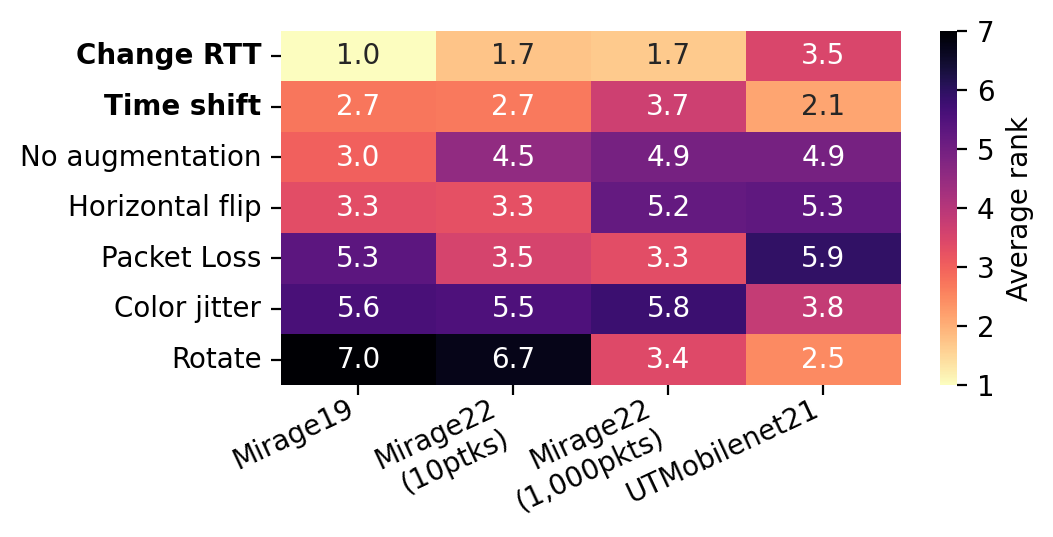 Change RTT 1.0 1.7 1.7 3.5
Time shift 2.7 2.7 3.7 2.1
No augmentation 3.0 4.5 4.9 4.9
Horizontal flip 3.3 3.3 5.2 5.3
Packet Loss 5.3 3.5 3.3 5.9
Color jitter 5.6 5.5 5.8 3.8
Rotate 7.0 6.7 3.4 2.5
Mirage19
Mirage22
(10ptks)
Mirage22
(1,000pkts)
UTMobilenet21
7
6
5
4
3
2
1
Average rank